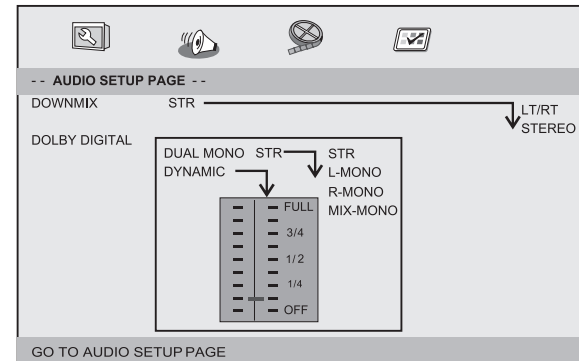 - - AUDIO SETUP PAGE - -
DOWNMIX STR LT/RT
STEREO
DOLBY DIGITAL
DUAL MONO STR STR
DYNAMIC L-MONO
R-MONO
FULL MIX-MONO
3/4
1/2
1/4
OFF
GO TO AUDIO SETUP PAGE